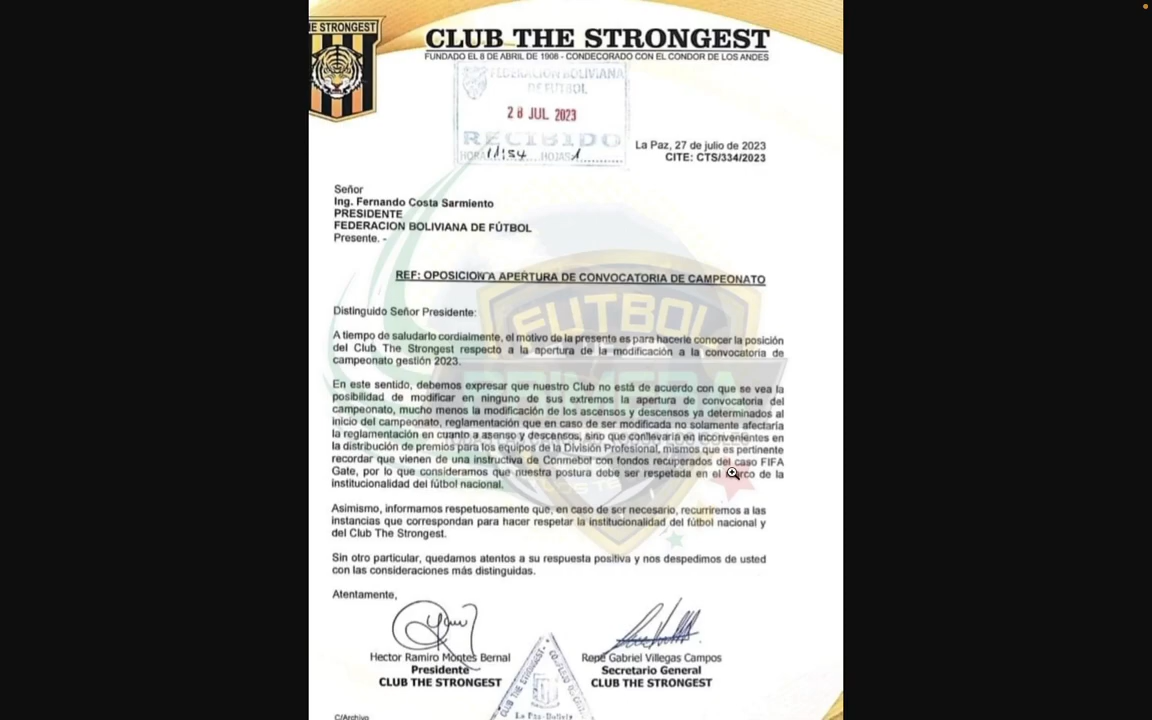 THE STRONGEST
CLUB THE STRONGEST
FUNDADO EL 8 DE ABRIL DE 1908 - CONDECORADO CON EL CONDOR DE LOS ANDES
FEDERACION BOLIVIANA
DE FUTBOL
28 JUL 2023
RECIBIDO
HORA 11:54 HOJAS 1
La Paz, 27 de julio de 2023
CITE: CTS/334/2023
Señor
Ing. Fernando Costa Sarmiento
PRESIDENTE
FEDERACION BOLIVIANA DE FÚTBOL
Presente. -
REF: OPOSICION A APERTURA DE CONVOCATORIA DE CAMPEONATO
Distinguido Señor Presidente:
A tiempo de saludarlo cordialmente, el motivo de la presente es para hacerle conocer la posición
del Club The Strongest respecto a la apertura de la modificación a la convocatoria de
campeonato gestión 2023.
En este sentido, debemos expresar que nuestro Club no está de acuerdo con que se vea la
posibilidad de modificar en ninguno de sus extremos la apertura de convocatoria del
campeonato, mucho menos la modificación de los ascensos y descensos ya determinados al
inicio del campeonato, reglamentación que en caso de ser modificada no solamente afectaría
la reglamentación en cuanto a asenso y descensos, sino que conllevaría en inconvenientes en
la distribución de premios para los equipos de la División Profesional, mismos que es pertinente
recordar que vienen de una instructiva de Conmebol con fondos recuperados del caso FIFA
Gate, por lo que consideramos que nuestra postura debe ser respetada en el marco de la
institucionalidad del fútbol nacional.
Asimismo, informamos respetuosamente que, en caso de ser necesario, recurriremos a las
instancias que correspondan para hacer respetar la institucionalidad del fútbol nacional y
del Club The Strongest.
Sin otro particular, quedamos atentos a su respuesta positiva y nos despedimos de usted
con las consideraciones más distinguidas.
Atentamente,
Hector Ramiro Montes Bernal
Presidente
CLUB THE STRONGEST
René Gabriel Villegas Campos
Secretario General
CLUB THE STRONGEST
CLUB THE STRONGEST
La Paz - Bolivia
C/Archivo
FUTBOL